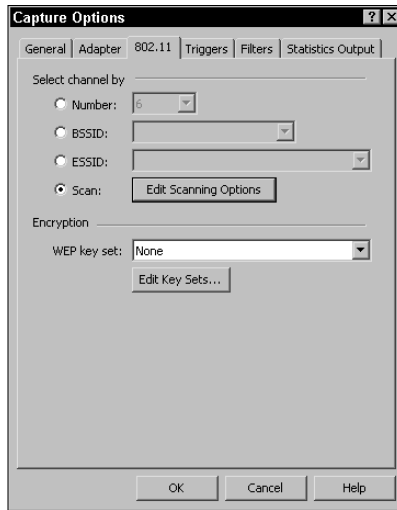 Capture Options
General Adapter 802.11 Triggers Filters Statistics Output
Select channel by
Number: 6
BSSID:
ESSID:
Scan: Edit Scanning Options
Encryption
WEP key set: None
Edit Key Sets...
OK Cancel Help